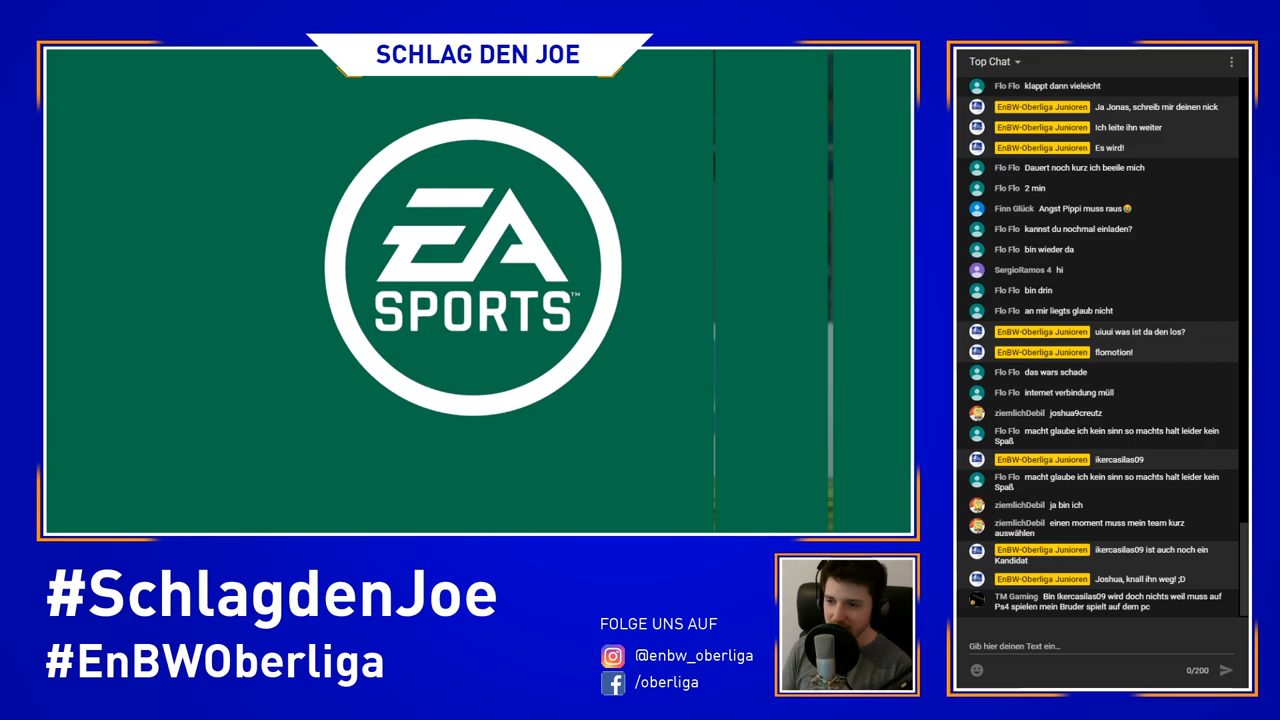 SCHLAG DEN JOE
EA
SPORTS™
#SchlagdenJoe
#EnBWOberliga
FOLGE UNS AUF
@enbw_oberliga
/oberliga
Top Chat
Flo Flo klappt dann vieleicht
EnBW-Oberliga Junioren Ja Jonas, schreib mir deinen nick
EnBW-Oberliga Junioren Ich leite ihn weiter
EnBW-Oberliga Junioren Es wird!
Flo Flo Dauert noch kurz ich beeile mich
Flo Flo 2 min
Finn Glück Angst Pippi muss raus😭
Flo Flo kannst du nochmal einladen?
Flo Flo bin wieder da
SergioRamos 4 hi
Flo Flo bin drin
Flo Flo an mir liegts glaub nicht
EnBW-Oberliga Junioren uiuui was ist da den los?
EnBW-Oberliga Junioren flomotion!
Flo Flo das wars schade
Flo Flo internet verbindung müll
ziemlichDebil joshua9creutz
Flo Flo macht glaube ich kein sinn so machts halt leider kein
Spaß
EnBW-Oberliga Junioren ikercasilas09
Flo Flo macht glaube ich kein sinn so machts halt leider kein
Spaß
ziemlichDebil ja bin ich
ziemlichDebil einen moment muss mein team kurz
auswählen
EnBW-Oberliga Junioren ikercasilas09 ist auch noch ein
Kandidat
EnBW-Oberliga Junioren Joshua, knall ihn weg! ;D
TM Gaming Bin Ikercasilas09 wird doch nichts weil muss auf
Ps4 spielen mein Bruder spielt auf dem pc
Gib hier deinen Text ein...
0/200